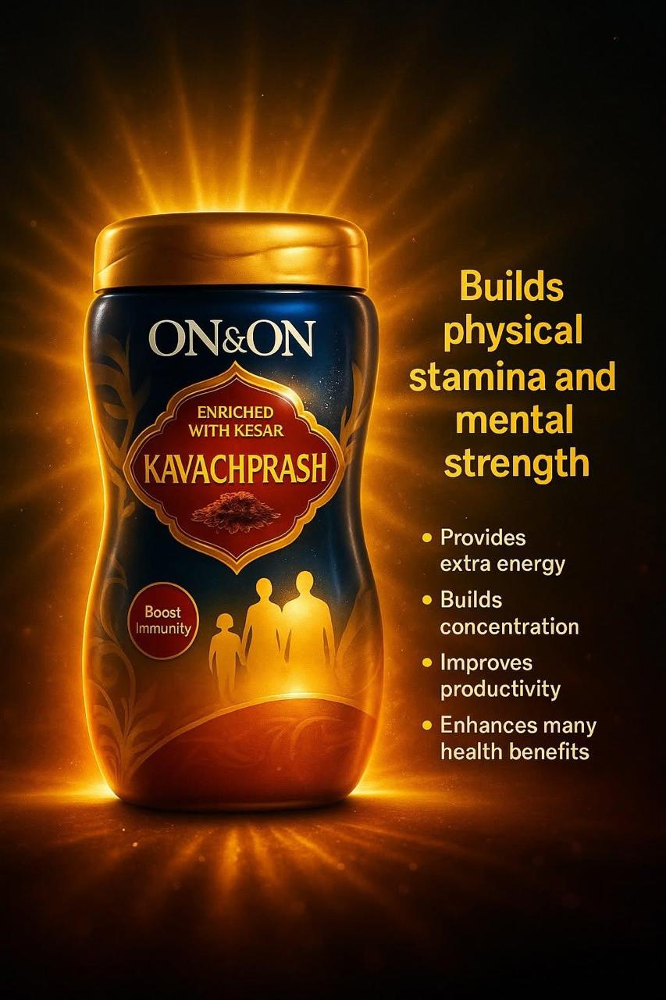 ON&ON
ENRICHED
WITH KESAR
KAVACHPRASH
Boost
Immunity
Builds
physical
stamina and
mental
strength
• Provides
extra energy
• Builds
concentration
• Improves
productivity
• Enhances many
health benefits